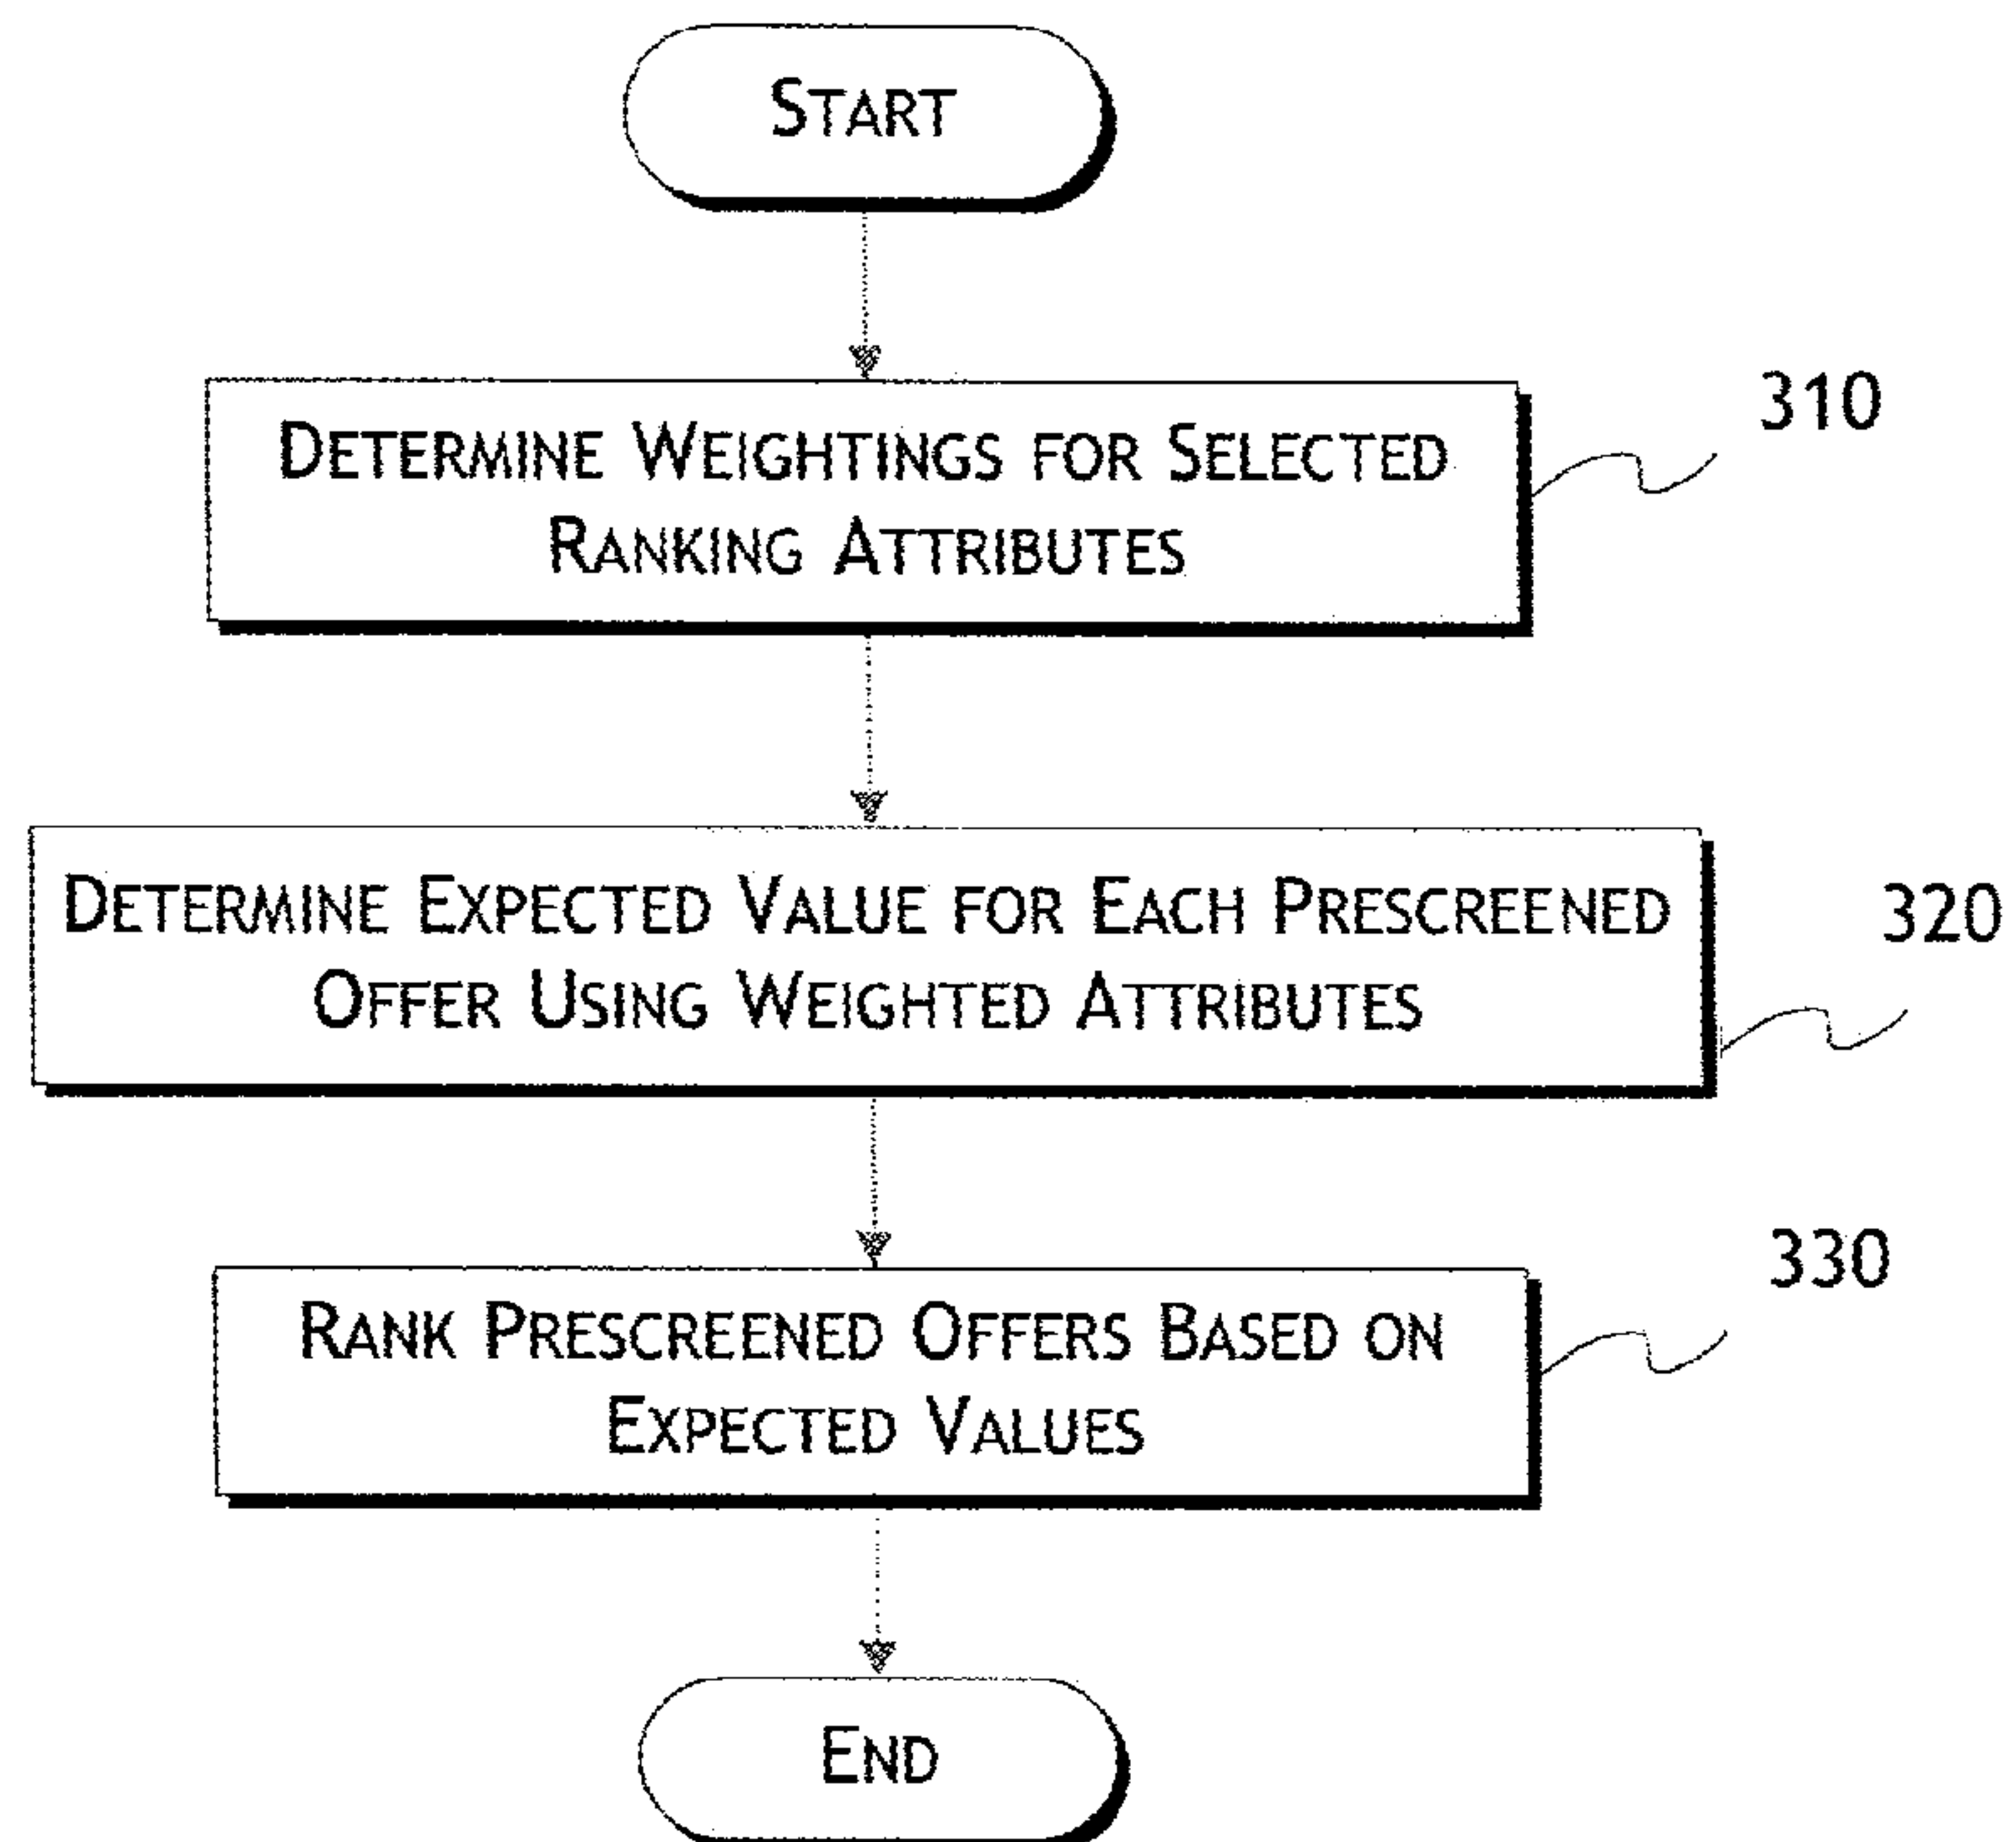 START
310
DETERMINE WEIGHTINGS FOR SELECTED
RANKING ATTRIBUTES
320
DETERMINE EXPECTED VALUE FOR EACH PRESCREENED
OFFER USING WEIGHTED ATTRIBUTES
330
RANK PRESCREENED OFFERS BASED ON
EXPECTED VALUES
END